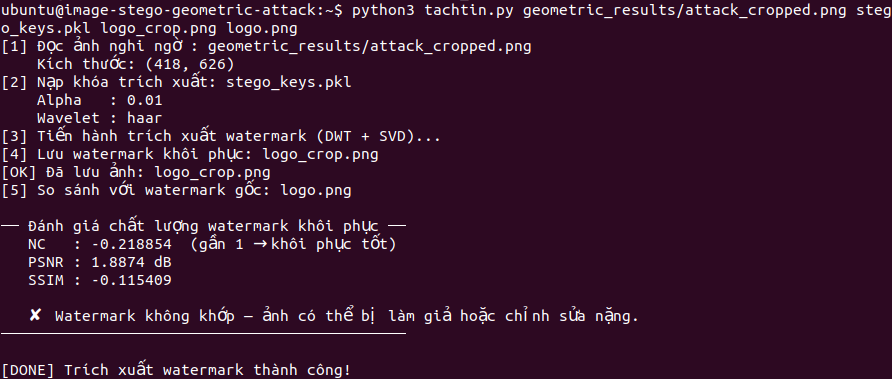 ubuntu@image-stego-geometric-attack:~$ python3 tachtin.py geometric_results/attack_cropped.png steg
o_keys.pkl logo_crop.png logo.png
[1] Đọc ảnh nghi ngờ : geometric_results/attack_cropped.png
Kích thước: (418, 626)
[2] Nạp khóa trích xuất: stego_keys.pkl
Alpha : 0.01
Wavelet : haar
[3] Tiến hành trích xuất watermark (DWT + SVD)...
[4] Lưu watermark khôi phục: logo_crop.png
[OK] Đã lưu ảnh: logo_crop.png
[5] So sánh với watermark gốc: logo.png
── Đánh giá chất lượng watermark khôi phục ──
NC : -0.218854 (gần 1 → khôi phục tốt)
PSNR : 1.8874 dB
SSIM : -0.115409
✘ Watermark không khớp — ảnh có thể bị làm giả hoặc chỉnh sửa nặng.
[DONE] Trích xuất watermark thành công!